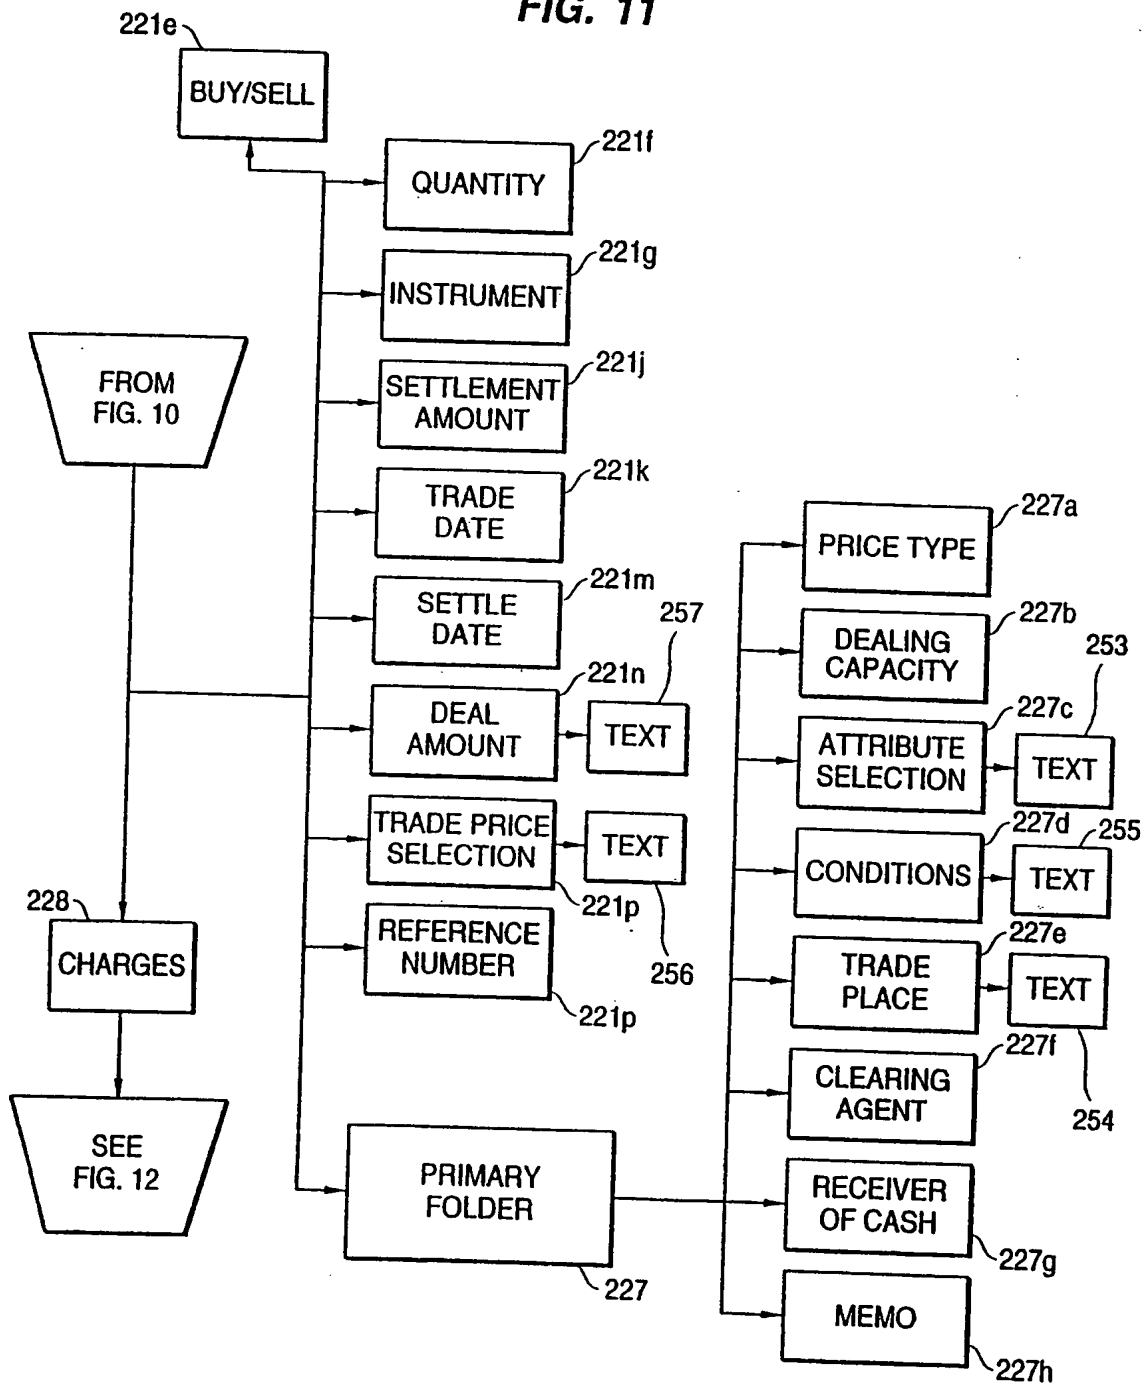 FIG. 11
221e
BUY/SELL
221f
QUANTITY
221g
INSTRUMENT
FROM
FIG. 10
221j
SETTLEMENT
AMOUNT
221k
TRADE
DATE
221m
SETTLE
DATE
221n
DEAL
AMOUNT
257
TEXT
TRADE PRICE
SELECTION
221p
TEXT
256
REFERENCE
NUMBER
221p
228
CHARGES
SEE
FIG. 12
PRIMARY
FOLDER
227
227a
PRICE TYPE
227b
DEALING
CAPACITY
227c
ATTRIBUTE
SELECTION
253
TEXT
227d
CONDITIONS
255
TEXT
227e
TRADE
PLACE
TEXT
254
227f
CLEARING
AGENT
RECEIVER
OF CASH
227g
MEMO
227h